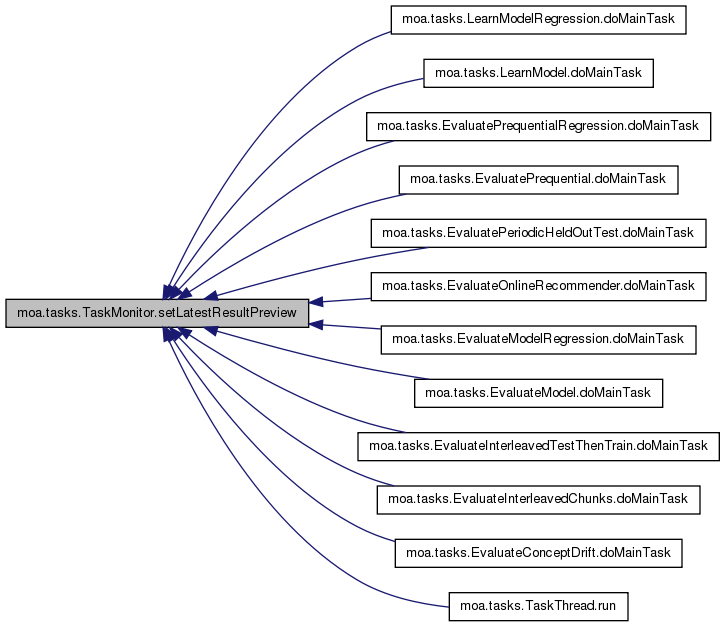 moa.tasks.LearnModelRegression.doMainTask
moa.tasks.LearnModel.doMainTask
moa.tasks.EvaluatePrequentialRegression.doMainTask
moa.tasks.EvaluatePrequential.doMainTask
moa.tasks.EvaluatePeriodicHeldOutTest.doMainTask
moa.tasks.EvaluateOnlineRecommender.doMainTask
moa.tasks.TaskMonitor.setLatestResultPreview
moa.tasks.EvaluateModelRegression.doMainTask
moa.tasks.EvaluateModel.doMainTask
moa.tasks.EvaluateInterleavedTestThenTrain.doMainTask
moa.tasks.EvaluateInterleavedChunks.doMainTask
moa.tasks.EvaluateConceptDrift.doMainTask
moa.tasks.TaskThread.run